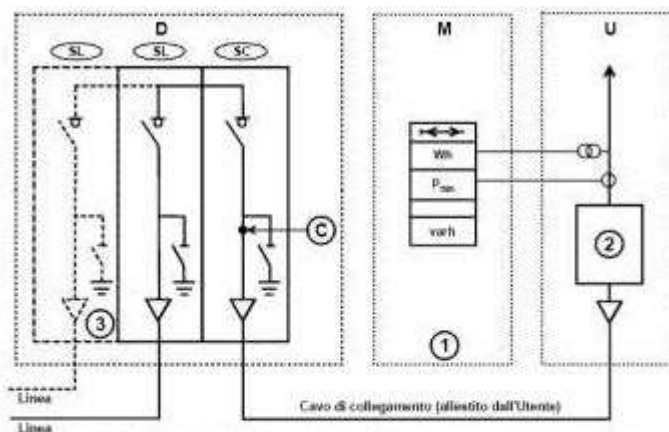 D
M
U
SL
SL
SC
Wh
varh
C
2
3
1
Linea
Linea
Cavo di collegamento (allestito dall'Utente)